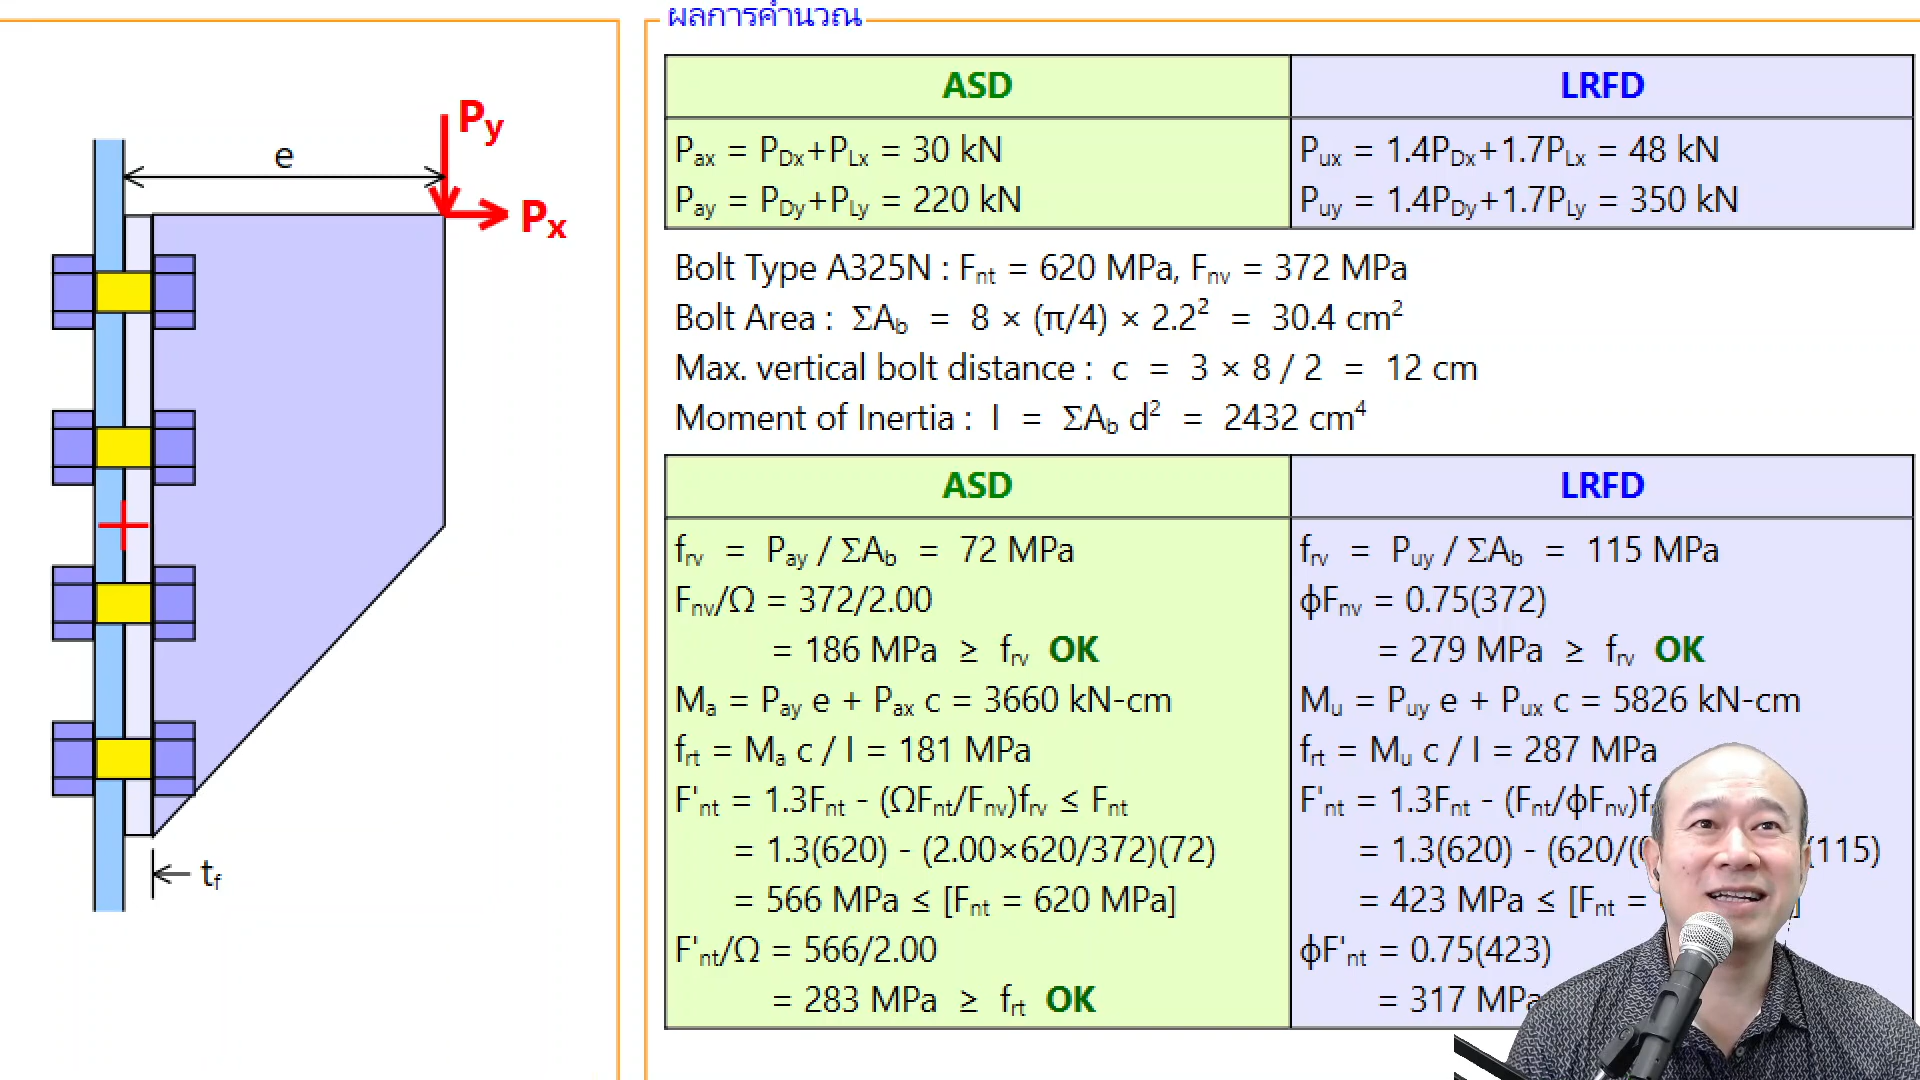 ผลการคำนวณ
e
Py
Px
tf
ASD
LRFD
Pax = PDx+PLx = 30 kN
Pay = PDy+PLy = 220 kN
Pux = 1.4PDx+1.7PLx = 48 kN
Puy = 1.4PDy+1.7PLy = 350 kN
Bolt Type A325N : Fnt = 620 MPa, Fnv = 372 MPa
Bolt Area : ΣAb = 8 × (π/4) × 2.2² = 30.4 cm²
Max. vertical bolt distance : c = 3 × 8 / 2 = 12 cm
Moment of Inertia : I = ΣAb d² = 2432 cm⁴
ASD
LRFD
frv = Pay / ΣAb = 72 MPa
Fnv/Ω = 372/2.00
= 186 MPa ≥ frv OK
Ma = Pay e + Pax c = 3660 kN-cm
frt = Ma c / I = 181 MPa
F'nt = 1.3Fnt - (ΩFnt/Fnv)frv ≤ Fnt
= 1.3(620) - (2.00×620/372)(72)
= 566 MPa ≤ [Fnt = 620 MPa]
F'nt/Ω = 566/2.00
= 283 MPa ≥ frt OK
frv = Puy / ΣAb = 115 MPa
ϕFnv = 0.75(372)
= 279 MPa ≥ frv OK
Mu = Puy e + Pux c = 5826 kN-cm
frt = Mu c / I = 287 MPa
F'nt = 1.3Fnt - (Fnt/ϕFnv)f
= 1.3(620) - (620/( (115)
= 423 MPa ≤ [Fnt = ]
ϕF'nt = 0.75(423)
= 317 MPa